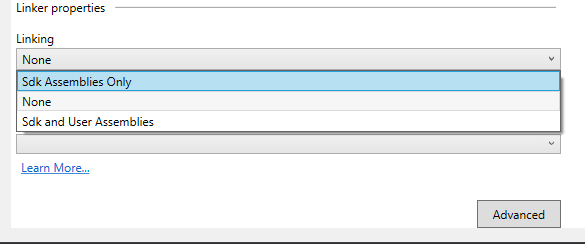 Linker properties
Linking
None
Sdk Assemblies Only
None
Sdk and User Assemblies
Learn More...
Advanced